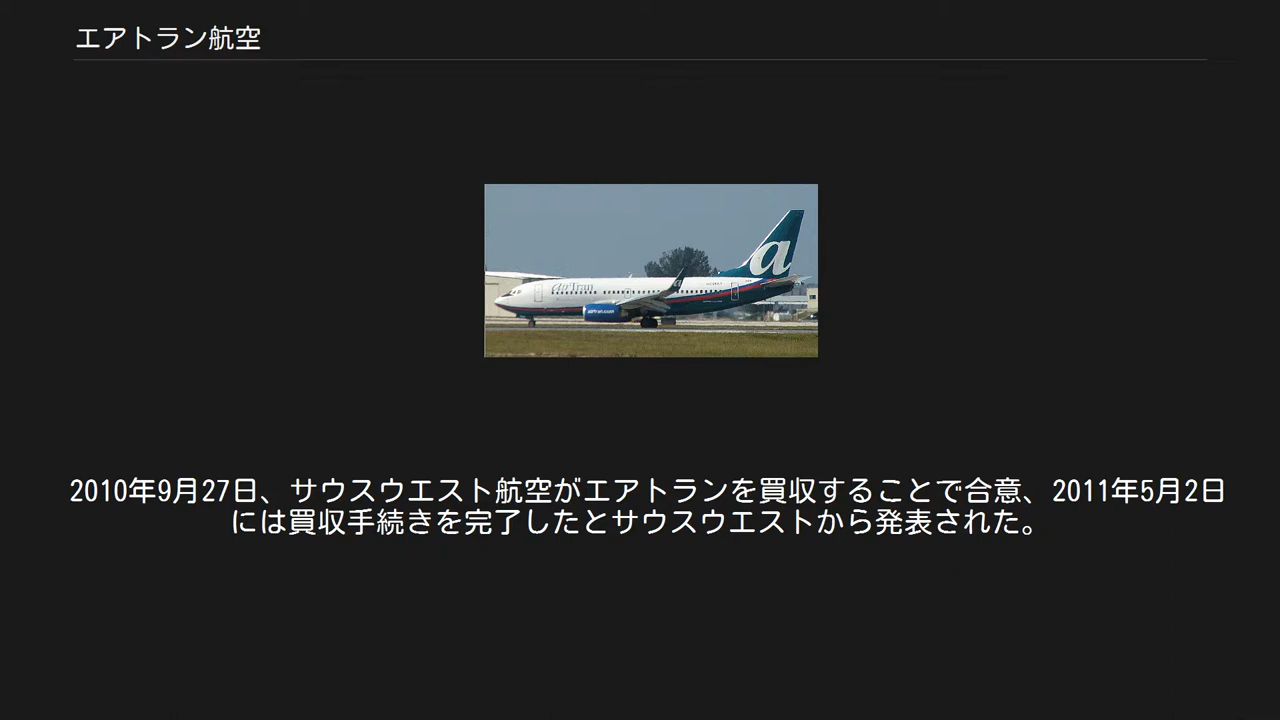 エアトラン航空
airTran
a
2010年9月27日、サウスウエスト航空がエアトランを買収することで合意、2011年5月2日
には買収手続きを完了したとサウスウエストから発表された。